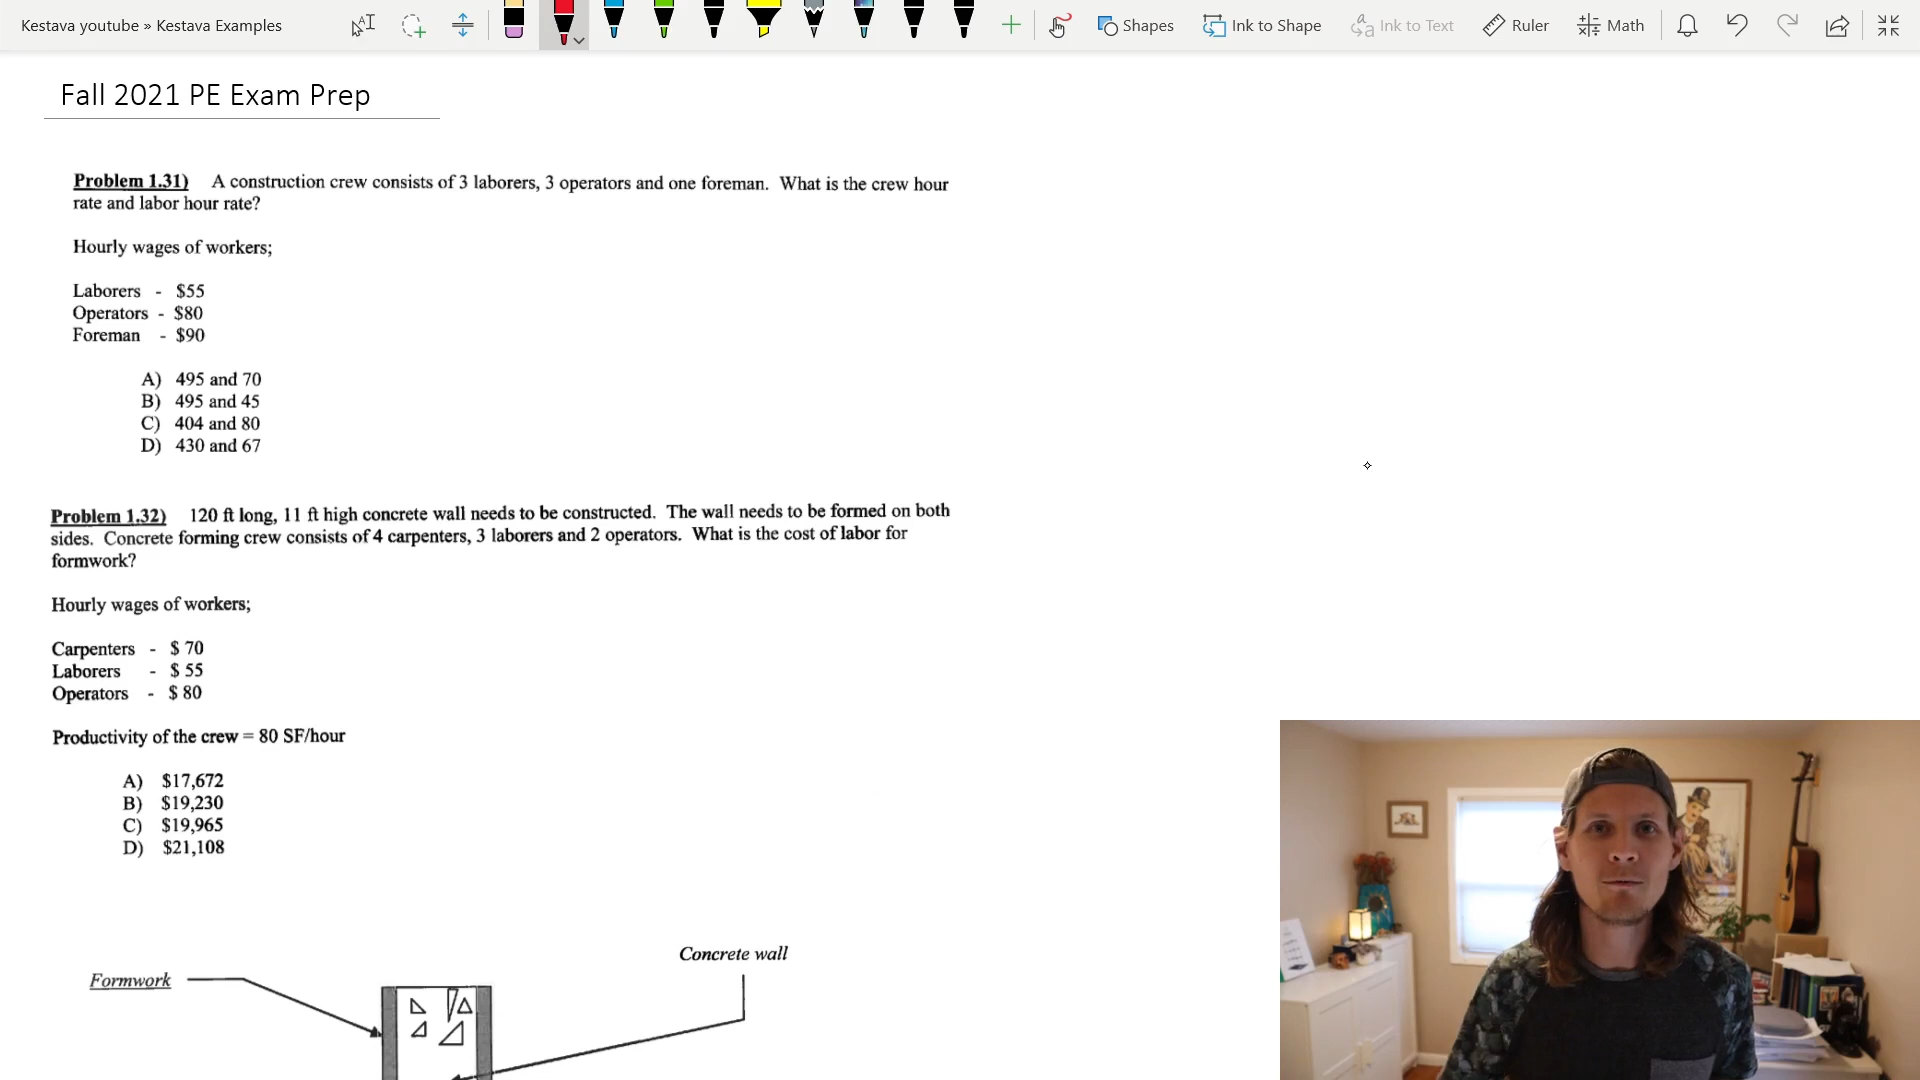 Kestava youtube » Kestava Examples
Shapes
Ink to Shape
Ink to Text
Ruler
Math
Fall 2021 PE Exam Prep
Problem 1.31) A construction crew consists of 3 laborers, 3 operators and one foreman. What is the crew hour
rate and labor hour rate?
Hourly wages of workers;
Laborers - $55
Operators - $80
Foreman - $90
A) 495 and 70
B) 495 and 45
C) 404 and 80
D) 430 and 67
Problem 1.32) 120 ft long, 11 ft high concrete wall needs to be constructed. The wall needs to be formed on both
sides. Concrete forming crew consists of 4 carpenters, 3 laborers and 2 operators. What is the cost of labor for
formwork?
Hourly wages of workers;
Carpenters - $ 70
Laborers - $ 55
Operators - $ 80
Productivity of the crew = 80 SF/hour
A) $17,672
B) $19,230
C) $19,965
D) $21,108
Concrete wall
Formwork